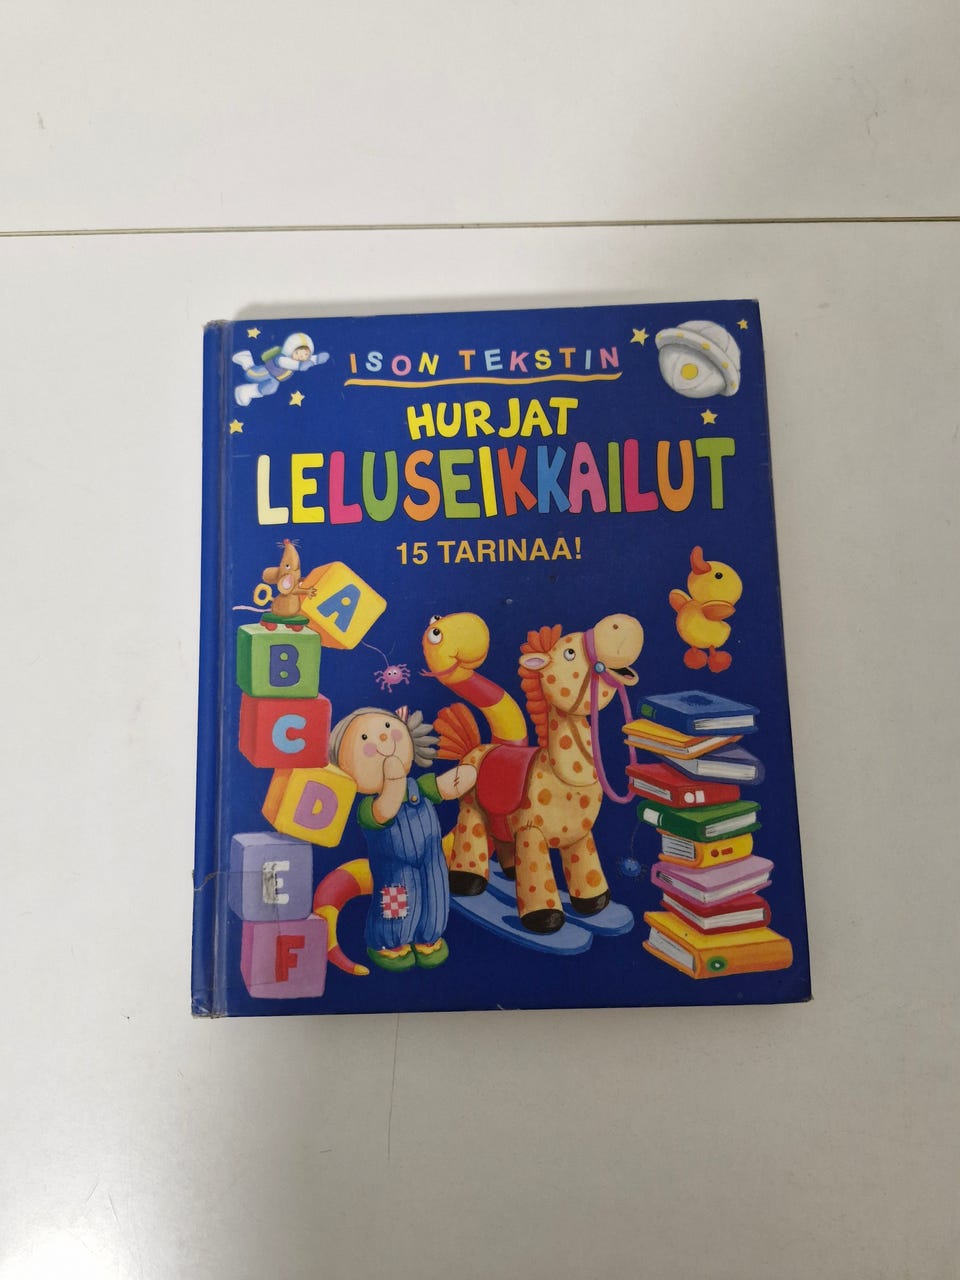 ISON TEKSTIN
HURJAT
LELUSEIKKAILUT
15 TARINAA!
A
B
C
D
E
F